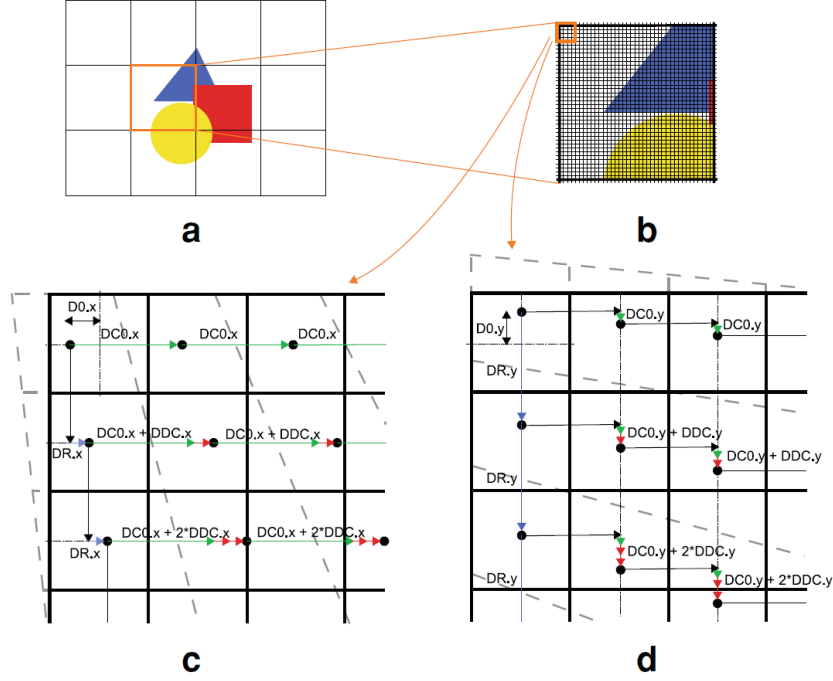 a
b
D0.x
DC0.x
DC0.x
DC0.x
DR.x
DC0.x + DDC.x
DC0.x + DDC.x
DR.x
DC0.x + 2*DDC.x
DC0.x + 2*DDC.x
c
D0.y
DC0.y
DC0.y
DR.y
DC0.y + DDC.y
DC0.y + DDC.y
DR.y
DC0.y + 2*DDC.y
DC0.y + 2*DDC.y
d